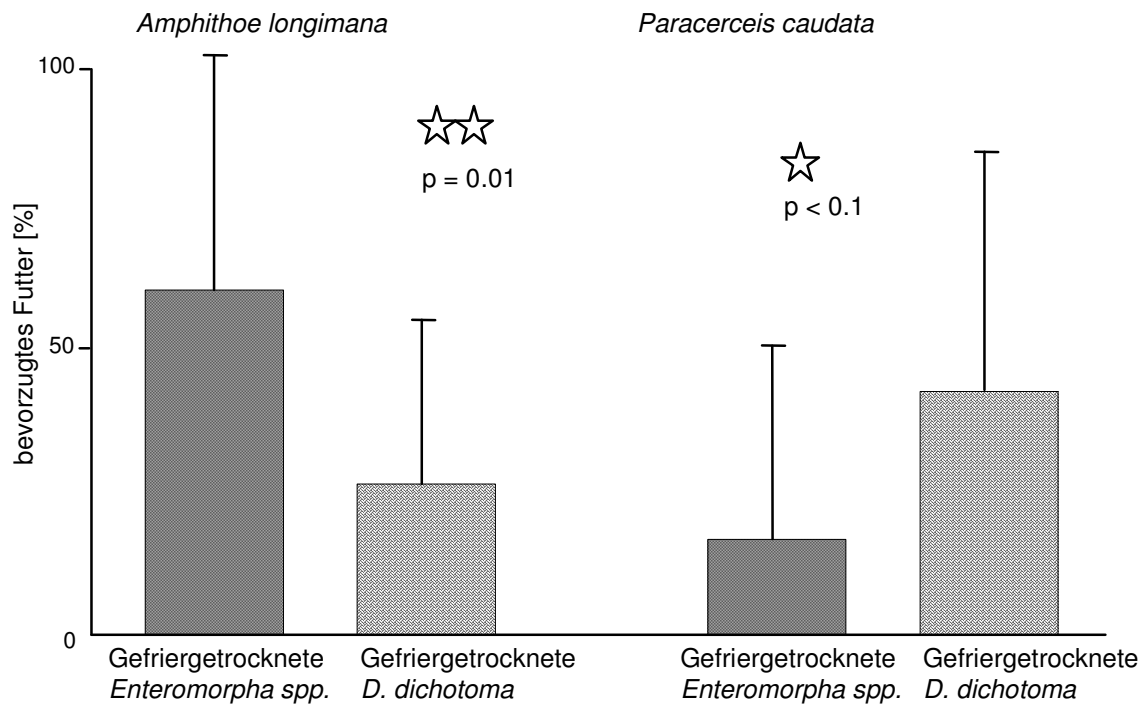 Amphithoe longimana
Paracerceis caudata
100
p = 0.01
p < 0.1
bevorzugtes Futter [%]
50
0
Gefriergetrocknete
Enteromorpha spp.
Gefriergetrocknete
D. dichotoma
Gefriergetrocknete
Enteromorpha spp.
Gefriergetrocknete
D. dichotoma